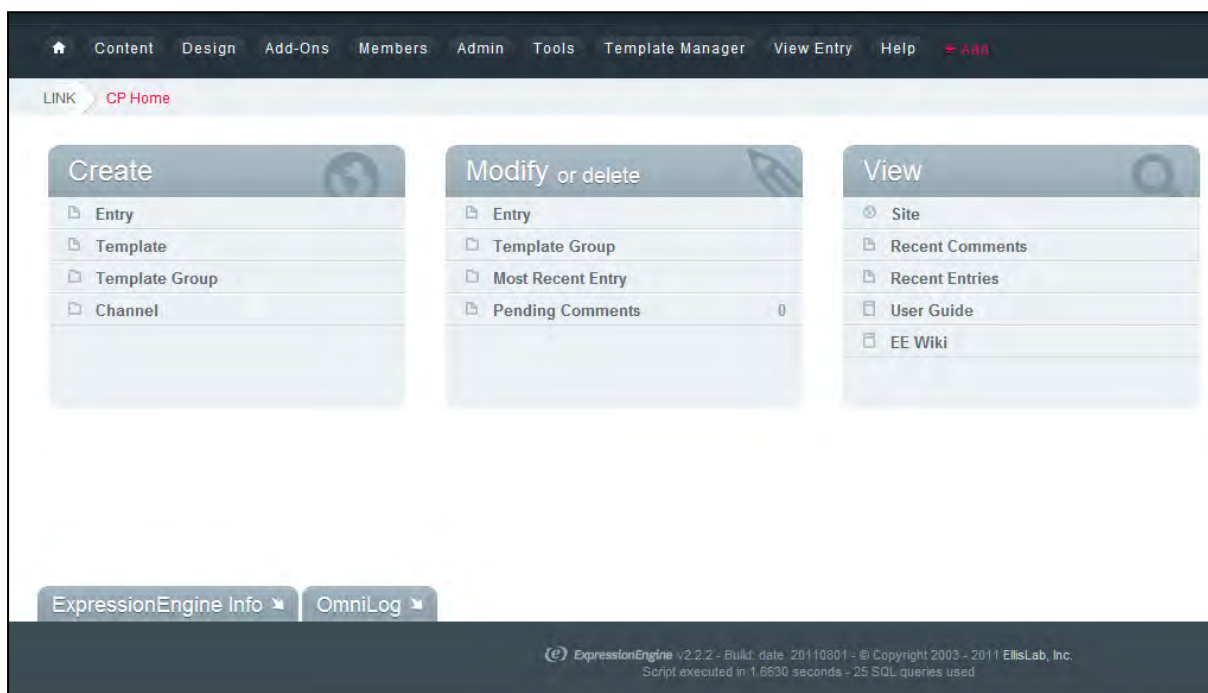 Content Design Add-Ons Members Admin Tools Template Manager View Entry Help + Add
LINK CP Home
Create
Entry
Template
Template Group
Channel
Modify or delete
Entry
Template Group
Most Recent Entry
Pending Comments 0
View
Site
Recent Comments
Recent Entries
User Guide
EE Wiki
ExpressionEngine Info OmniLog
ExpressionEngine v2.2.2 - Build: date 20110801 - © Copyright 2003 - 2011 EllisLab, Inc.
Script executed in 1.6630 seconds - 25 SQL queries used